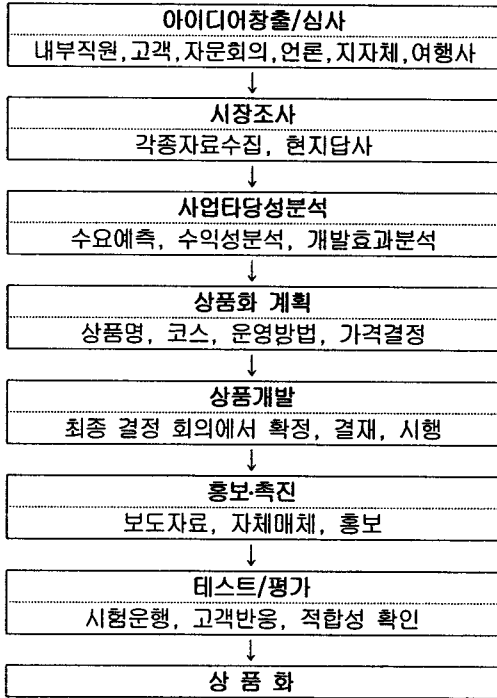 아이디어창출/심사
내부직원,고객,자문회의,언론,지자체,여행사
↓
시장조사
각종자료수집, 현지답사
↓
사업타당성분석
수요예측, 수익성분석, 개발효과분석
↓
상품화 계획
상품명, 코스, 운영방법, 가격결정
↓
상품개발
최종 결정 회의에서 확정, 결재, 시행
↓
홍보·촉진
보도자료, 자체매체, 홍보
↓
테스트/평가
시험운행, 고객반응, 적합성 확인
↓
상 품 화